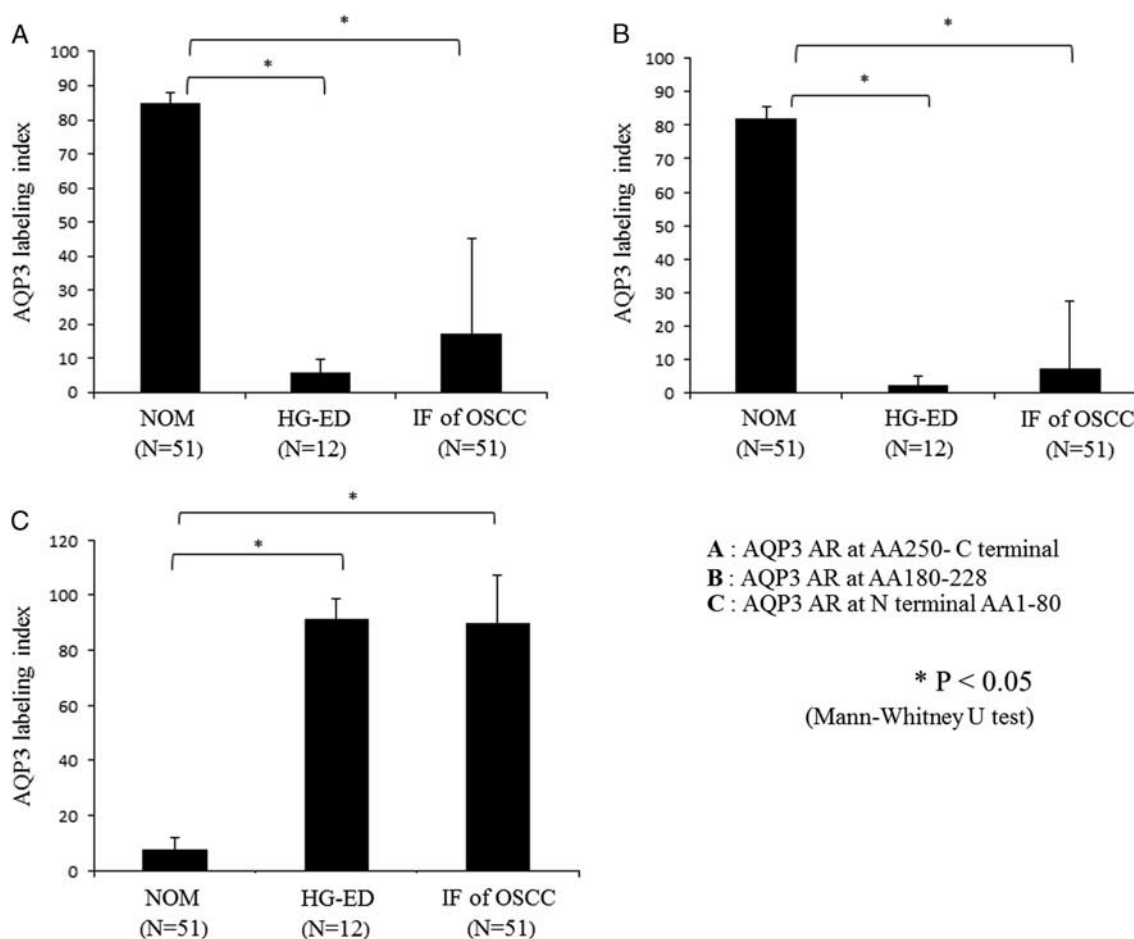 A
*
*
AQP3 labeling index
100
90
80
70
60
50
40
30
20
10
0
NOM HG-ED IF of OSCC
(N=51) (N=12) (N=51)
B
*
*
AQP3 labeling index
100
90
80
70
60
50
40
30
20
10
0
NOM HG-ED IF of OSCC
(N=51) (N=12) (N=51)
C
*
*
AQP3 labeling index
120
100
80
60
40
20
0
NOM HG-ED IF of OSCC
(N=51) (N=12) (N=51)
A : AQP3 AR at AA250- C terminal
B : AQP3 AR at AA180-228
C : AQP3 AR at N terminal AA1-80
* P < 0.05
(Mann-Whitney U test)